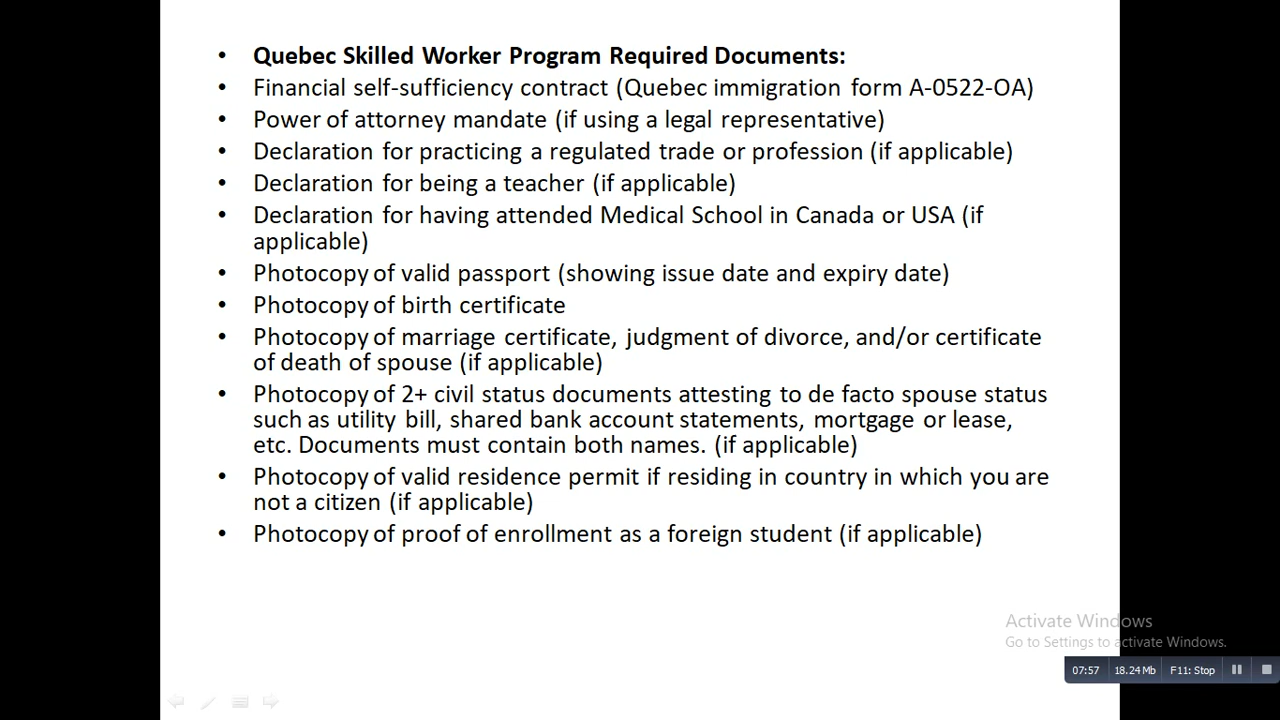 • Quebec Skilled Worker Program Required Documents:
• Financial self-sufficiency contract (Quebec immigration form A-0522-OA)
• Power of attorney mandate (if using a legal representative)
• Declaration for practicing a regulated trade or profession (if applicable)
• Declaration for being a teacher (if applicable)
• Declaration for having attended Medical School in Canada or USA (if
applicable)
• Photocopy of valid passport (showing issue date and expiry date)
• Photocopy of birth certificate
• Photocopy of marriage certificate, judgment of divorce, and/or certificate
of death of spouse (if applicable)
• Photocopy of 2+ civil status documents attesting to de facto spouse status
such as utility bill, shared bank account statements, mortgage or lease,
etc. Documents must contain both names. (if applicable)
• Photocopy of valid residence permit if residing in country in which you are
not a citizen (if applicable)
• Photocopy of proof of enrollment as a foreign student (if applicable)
Activate Windows
Go to Settings to activate Windows.
07:57 18.24Mb F11: Stop